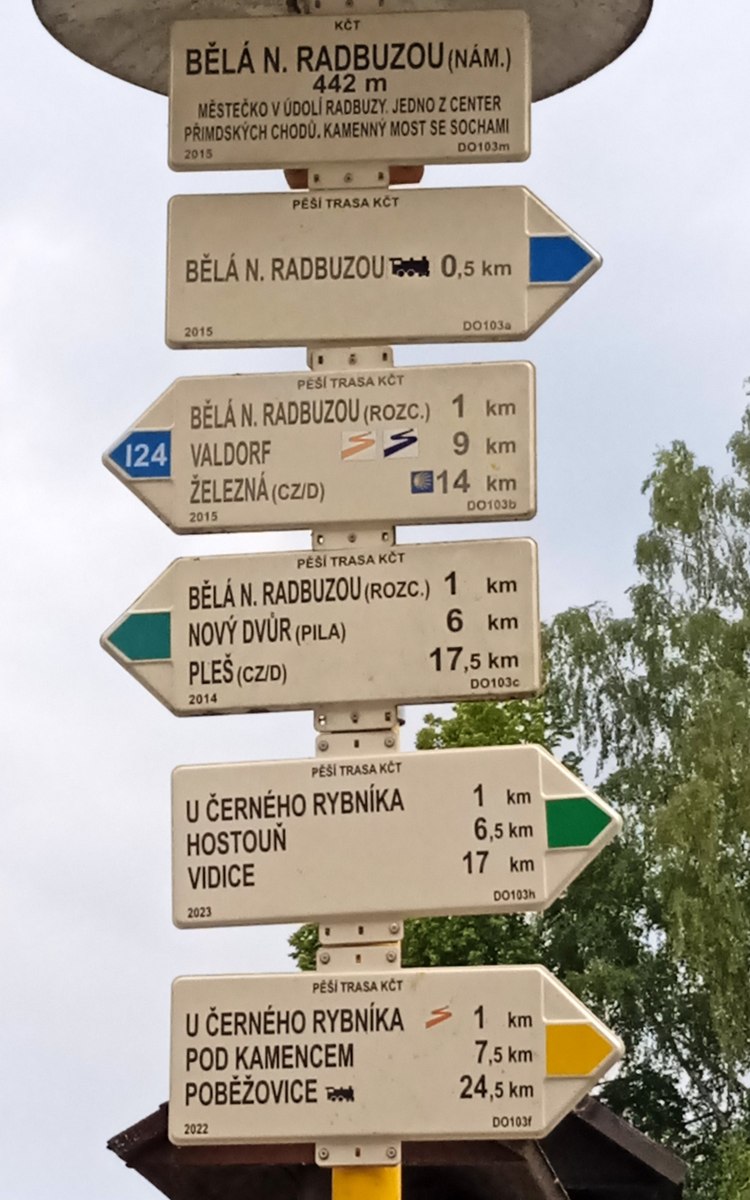 KČT
BĚLÁ N. RADBUZOU (NÁM.)
442 m
MĚSTEČKO V ÚDOLÍ RADBUZY. JEDNO Z CENTER
PŘIMDSKÝCH CHODŮ. KAMENNÝ MOST SE SOCHAMI
2015 DO103m
PĚŠÍ TRASA KČT
BĚLÁ N. RADBUZOU 0,5 km
2015 DO103a
PĚŠÍ TRASA KČT
BĚLÁ N. RADBUZOU (ROZC.) 1 km
I24 VALDORF 9 km
ŽELEZNÁ (CZ/D) 14 km
2015 DO103b
PĚŠÍ TRASA KČT
BĚLÁ N. RADBUZOU (ROZC.) 1 km
NOVÝ DVŮR (PILA) 6 km
PLEŠ (CZ/D) 17,5 km
2014 DO103c
PĚŠÍ TRASA KČT
U ČERNÉHO RYBNÍKA 1 km
HOSTOUŇ 6,5 km
VIDICE 17 km
2023 DO103h
PĚŠÍ TRASA KČT
U ČERNÉHO RYBNÍKA 1 km
POD KAMENCEM 7,5 km
POBĚŽOVICE 24,5 km
2022 DO103f